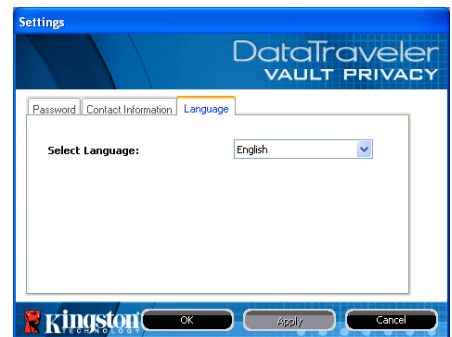 Settings
DataTraveler
VAULT PRIVACY
Password Contact Information Language
Select Language: English
Kingston OK Apply Cancel
TECHNOLOGY